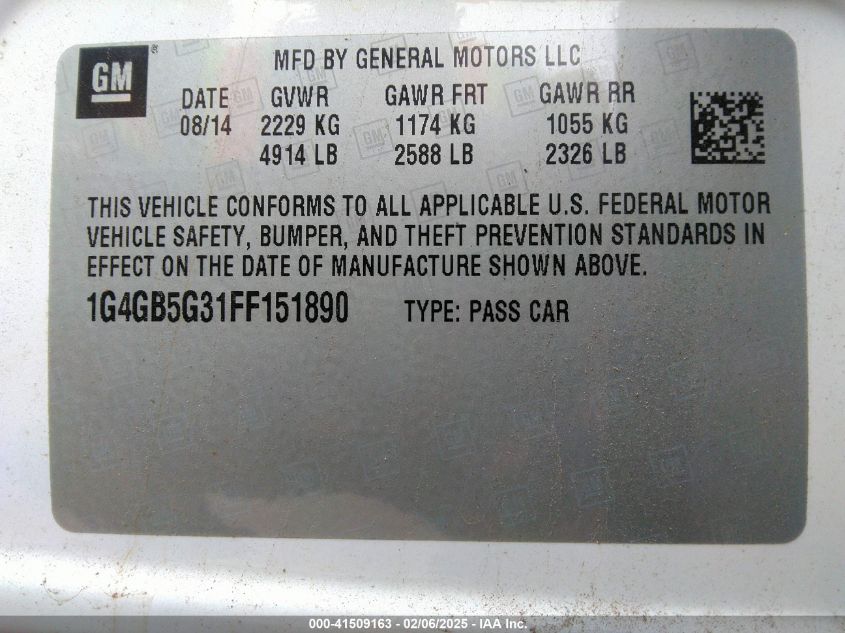 GM ®
MFD BY GENERAL MOTORS LLC
DATE GVWR GAWR FRT GAWR RR
08/14 2229 KG 1174 KG 1055 KG
4914 LB 2588 LB 2326 LB
THIS VEHICLE CONFORMS TO ALL APPLICABLE U.S. FEDERAL MOTOR
VEHICLE SAFETY, BUMPER, AND THEFT PREVENTION STANDARDS IN
EFFECT ON THE DATE OF MANUFACTURE SHOWN ABOVE.
1G4GB5G31FF151890 TYPE: PASS CAR
000-41509163 - 02/06/2025 - IAA Inc.